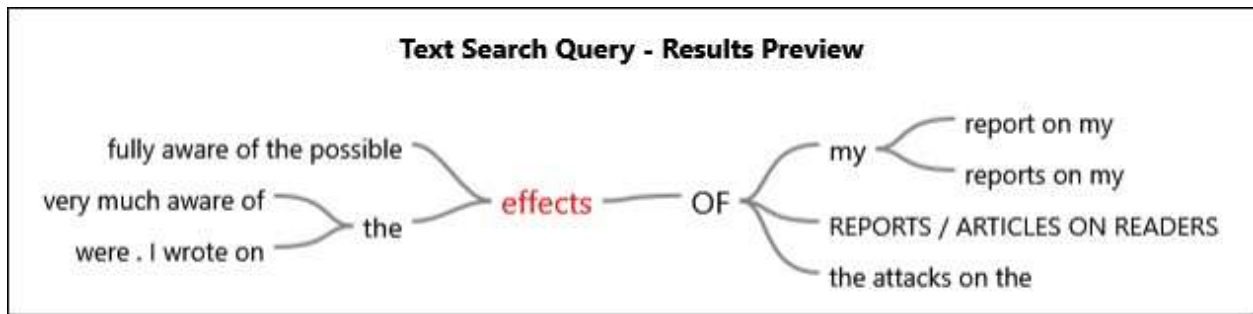 Text Search Query - Results Preview
fully aware of the possible
very much aware of
were . I wrote on
the
effects
OF
my
report on my
reports on my
REPORTS / ARTICLES ON READERS
the attacks on the